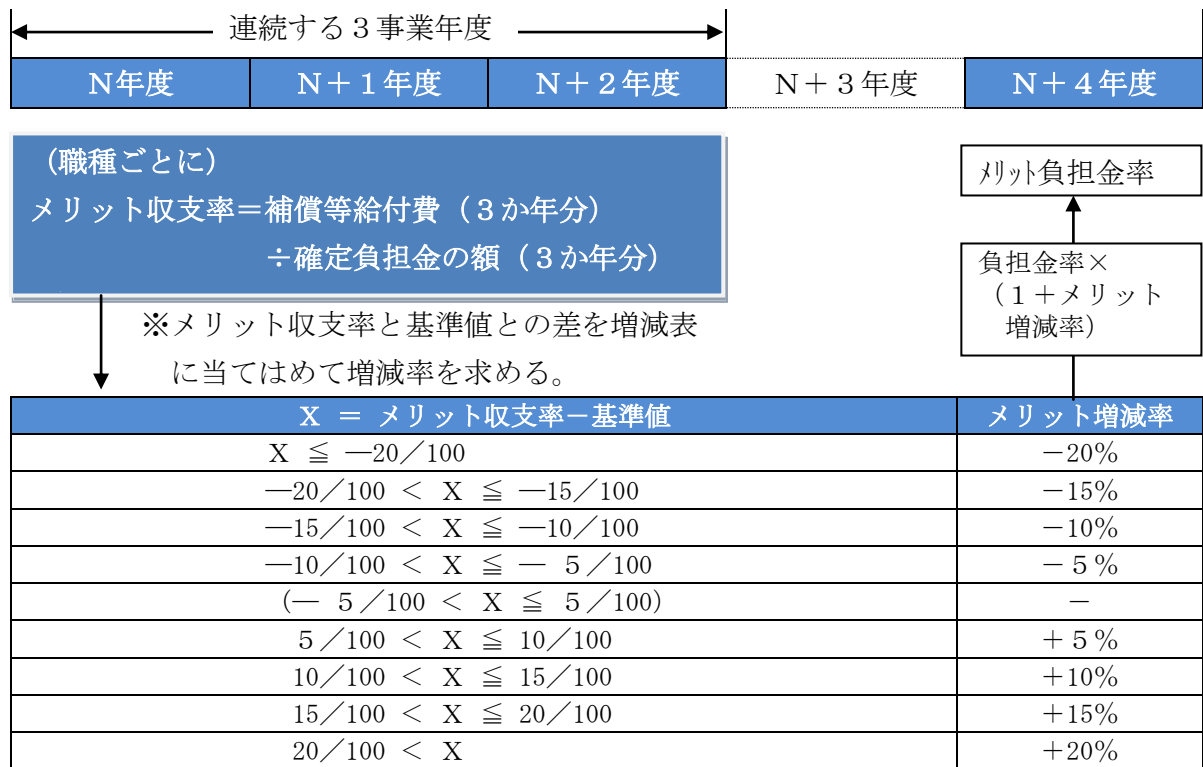 連続する３事業年度
Ｎ年度 Ｎ＋１年度 Ｎ＋２年度 Ｎ＋３年度 Ｎ＋４年度
（職種ごとに）
メリット収支率＝補償等給付費（３か年分）
÷確定負担金の額（３か年分）
ﾒﾘｯﾄ負担金率
負担金率×
（１＋メリット
増減率）
※メリット収支率と基準値との差を増減表
に当てはめて増減率を求める。
Ｘ ＝ メリット収支率－基準値 メリット増減率
Ｘ ≦ ―20／100 －20％
―20／100 ＜ Ｘ ≦ ―15／100 －15％
―15／100 ＜ Ｘ ≦ ―10／100 －10％
―10／100 ＜ Ｘ ≦ ― ５／100 －５％
（― ５／100 ＜ Ｘ ≦ ５／100） －
５／100 ＜ Ｘ ≦ 10／100 ＋５％
10／100 ＜ Ｘ ≦ 15／100 ＋10％
15／100 ＜ Ｘ ≦ 20／100 ＋15％
20／100 ＜ Ｘ ＋20％